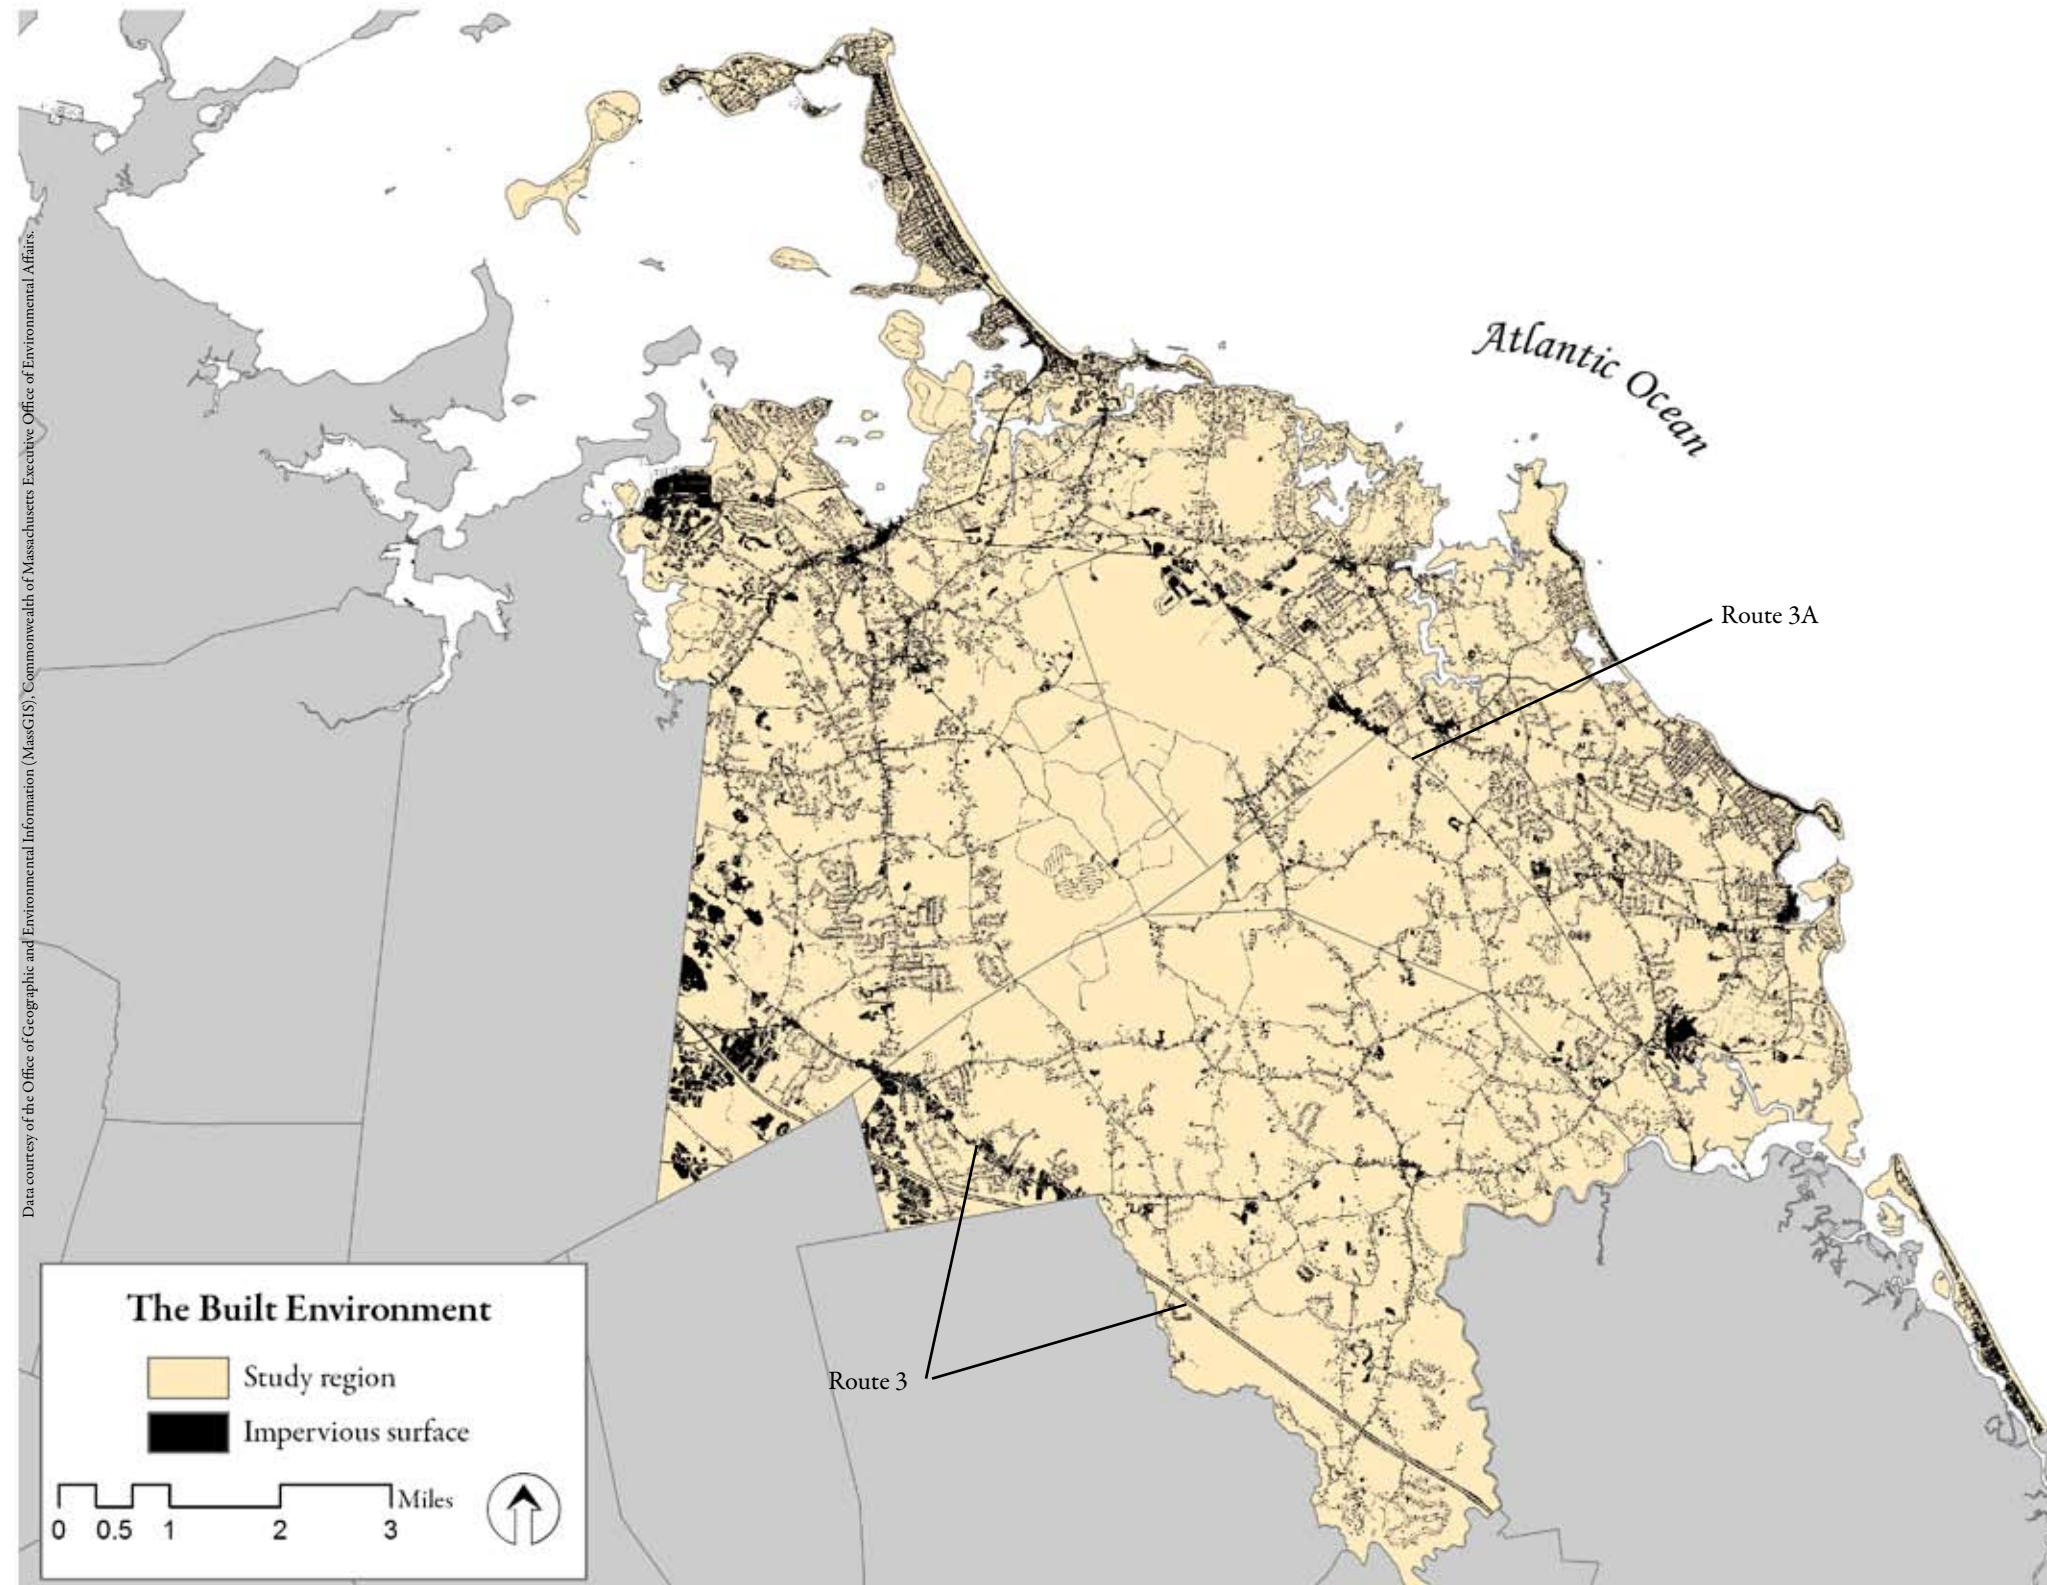 Data courtesy of the Office of Geographic and Environmental Information (MassGIS), Commonwealth of Massachusetts Executive Office of Environmental Affairs.
Atlantic Ocean
Route 3A
Route 3
The Built Environment
Study region
Impervious surface
Miles
0 0.5 1 2 3